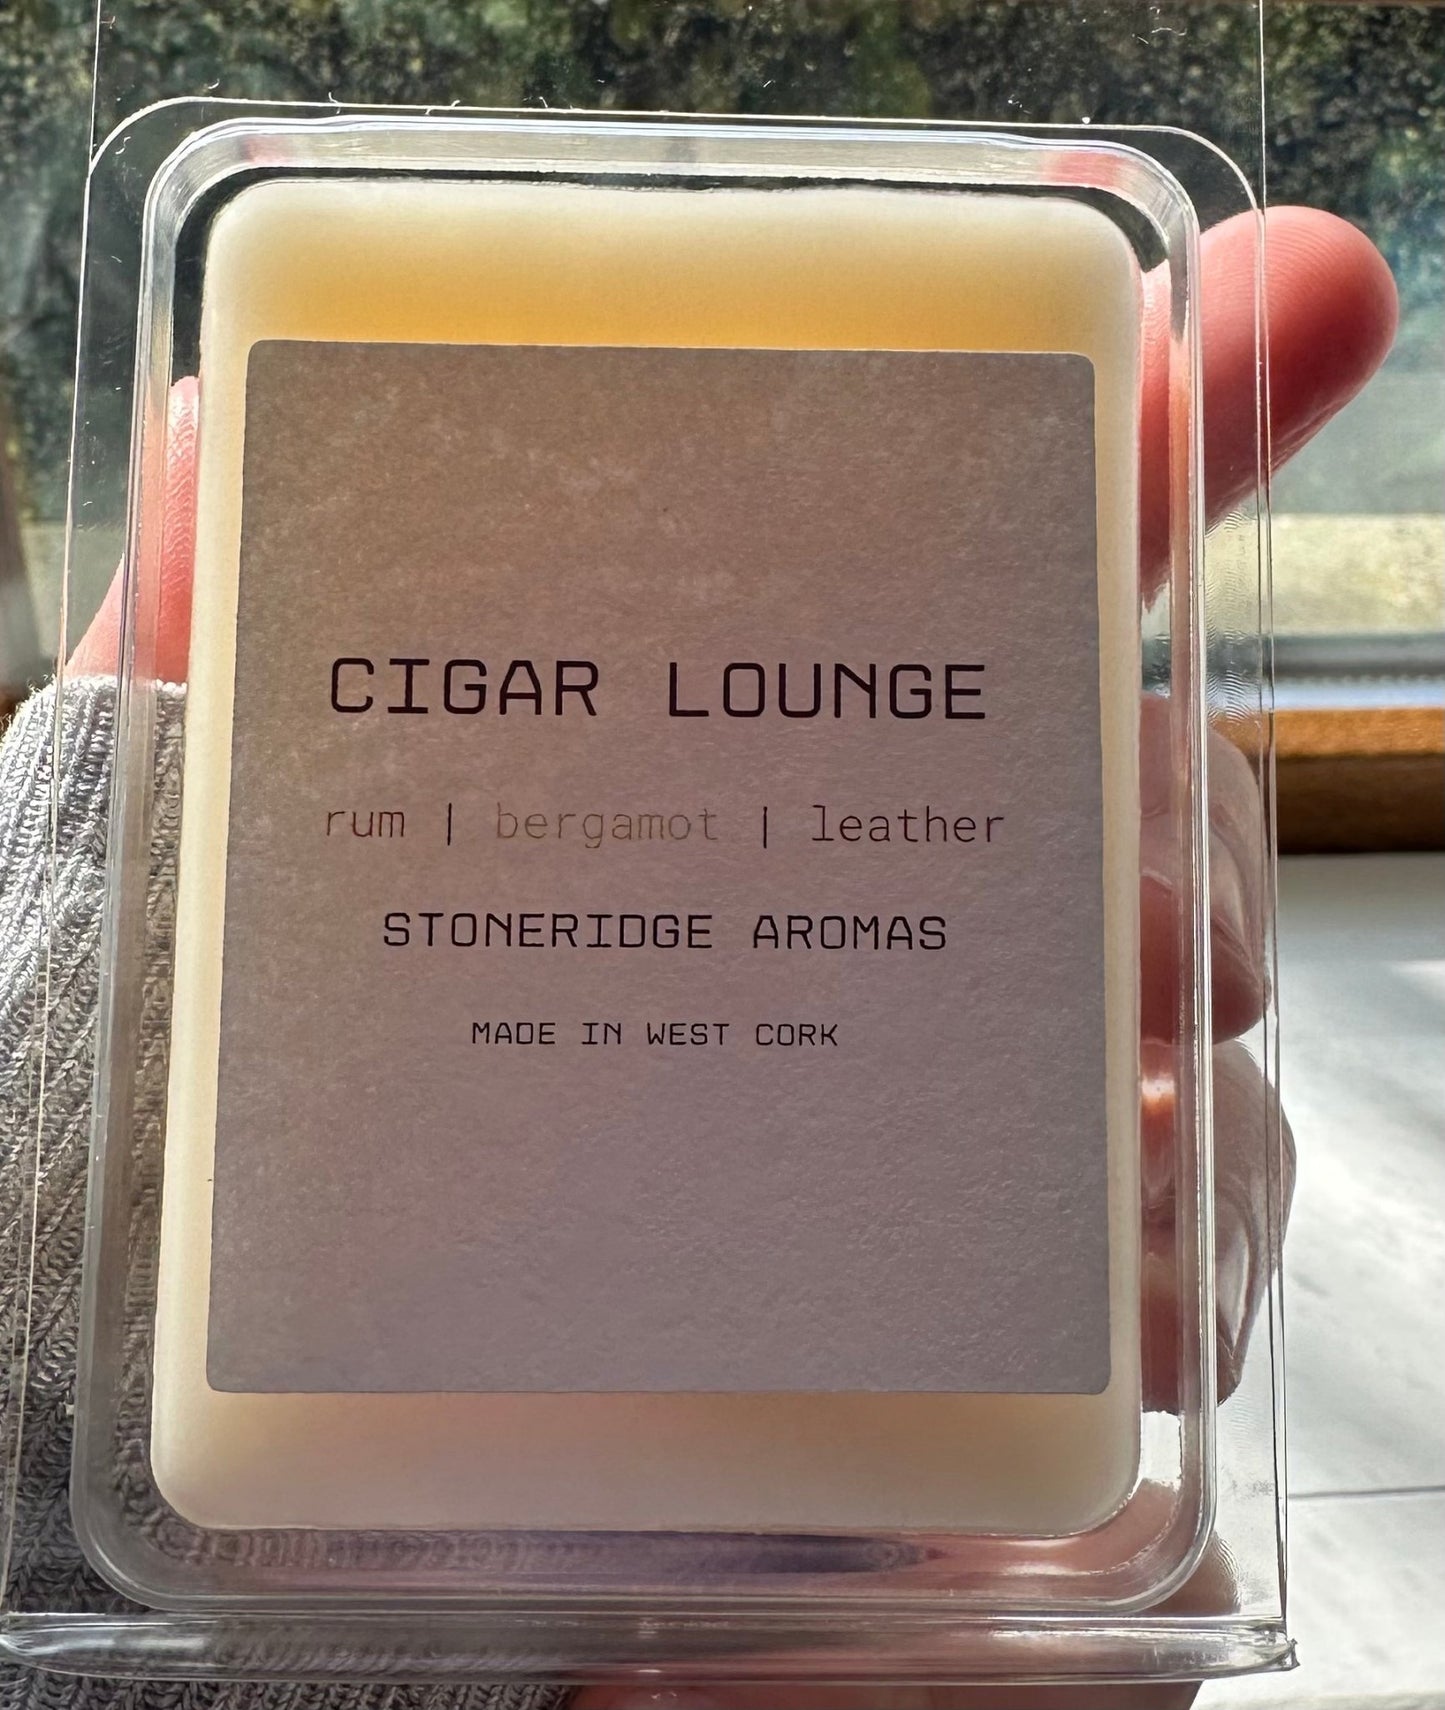 CIGAR LOUNGE
rum | bergamot | leather
STONERIDGE AROMAS
MADE IN WEST CORK